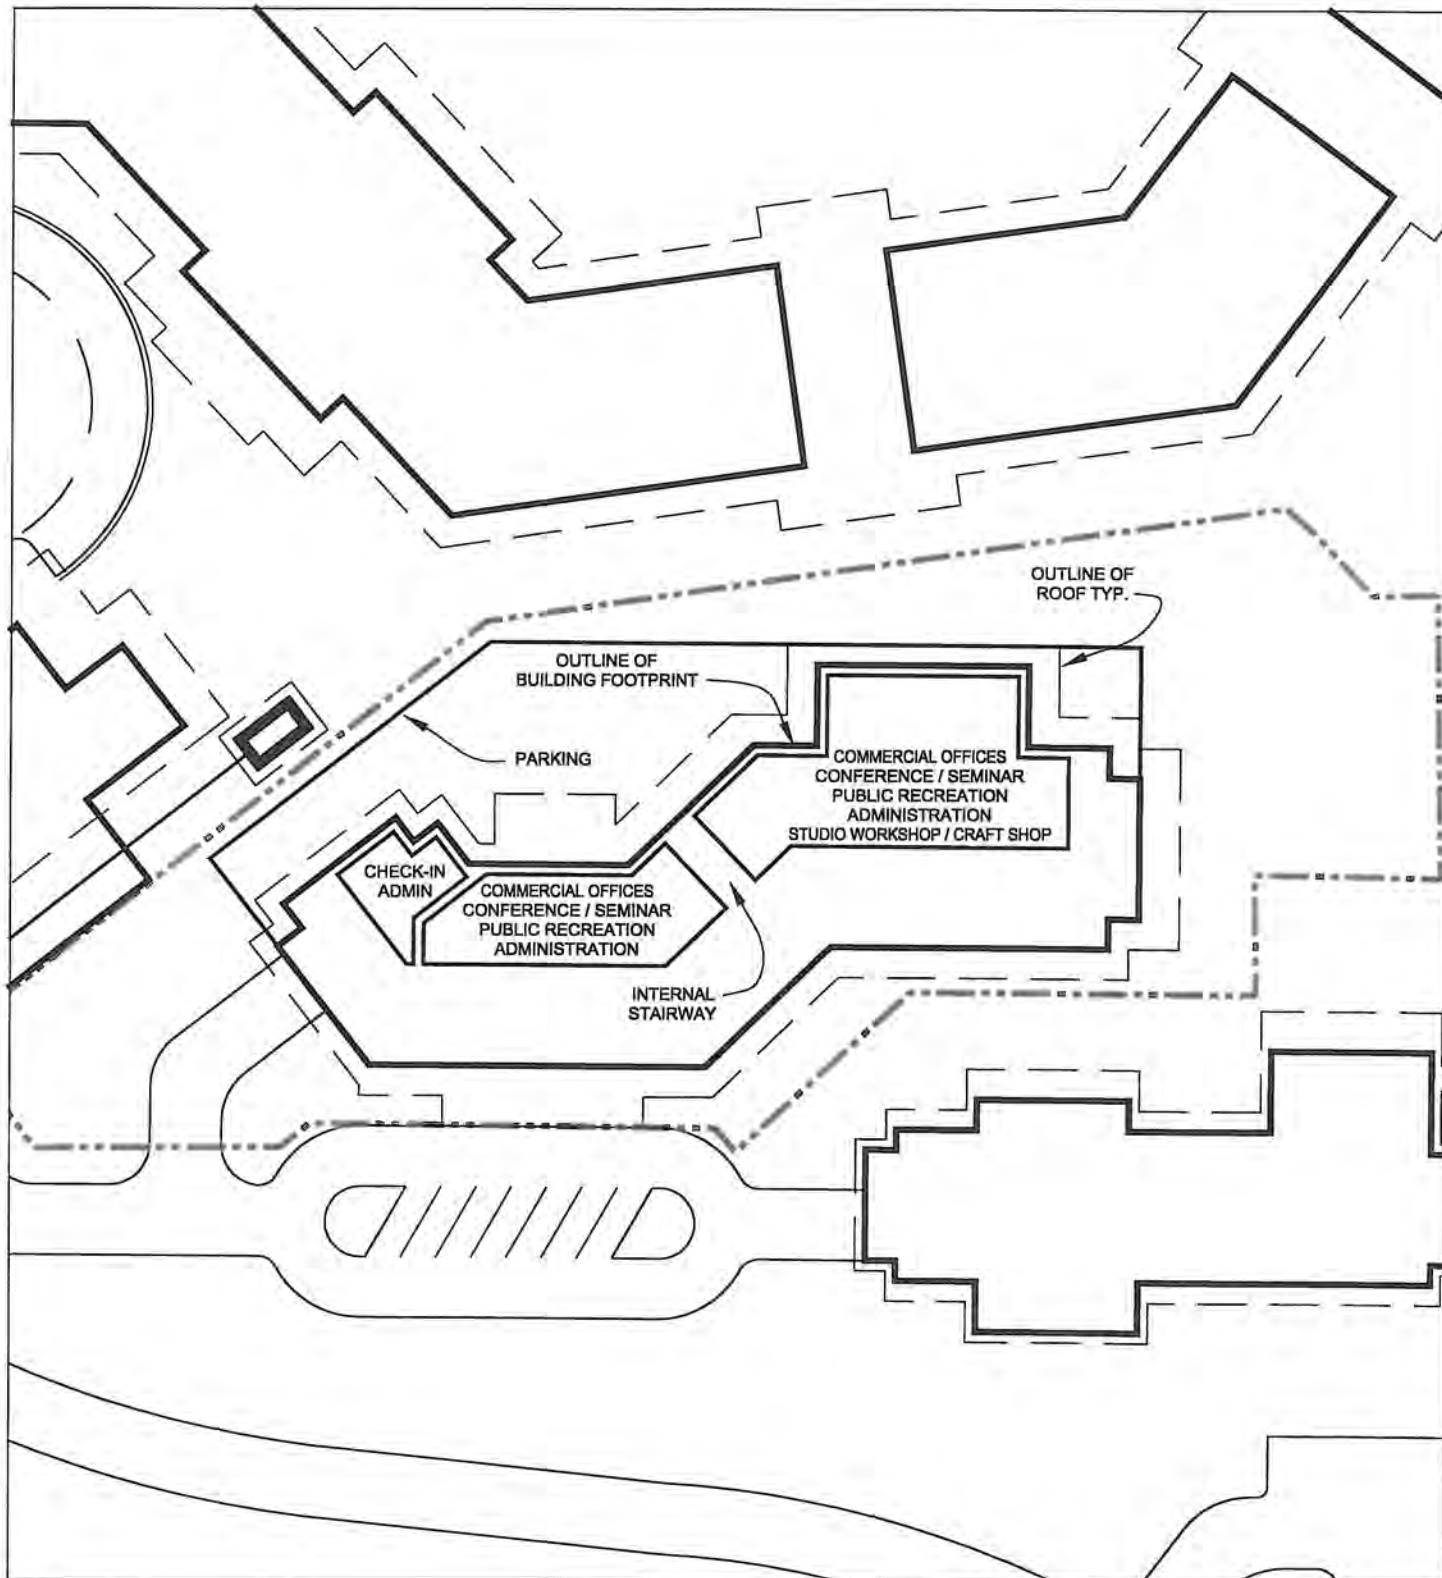 OUTLINE OF
ROOF TYP.
OUTLINE OF
BUILDING FOOTPRINT
PARKING
COMMERCIAL OFFICES
CONFERENCE / SEMINAR
PUBLIC RECREATION
ADMINISTRATION
STUDIO WORKSHOP / CRAFT SHOP
CHECK-IN
ADMIN
COMMERCIAL OFFICES
CONFERENCE / SEMINAR
PUBLIC RECREATION
ADMINISTRATION
INTERNAL
STAIRWAY